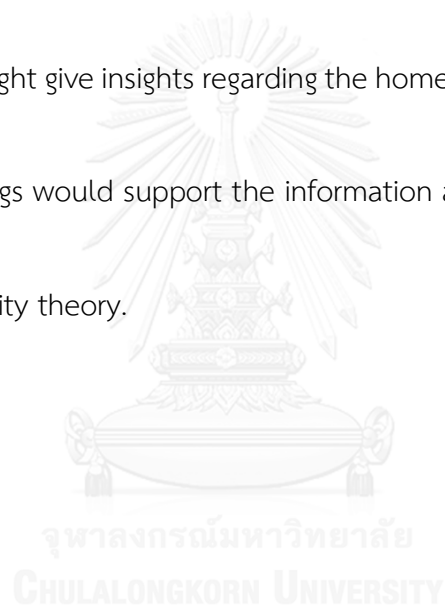 ght give insights regarding the home
gs would support the information a
ity theory.
จุฬาลงกรณ์มหาวิทยาลัย
CHULALONGKORN UNIVERSITY